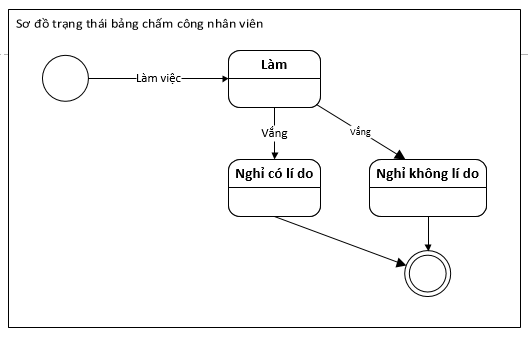 Sơ đồ trạng thái bảng chấm công nhân viên
Làm
Làm việc
Vắng
Vắng
Nghỉ có lí do
Nghỉ không lí do